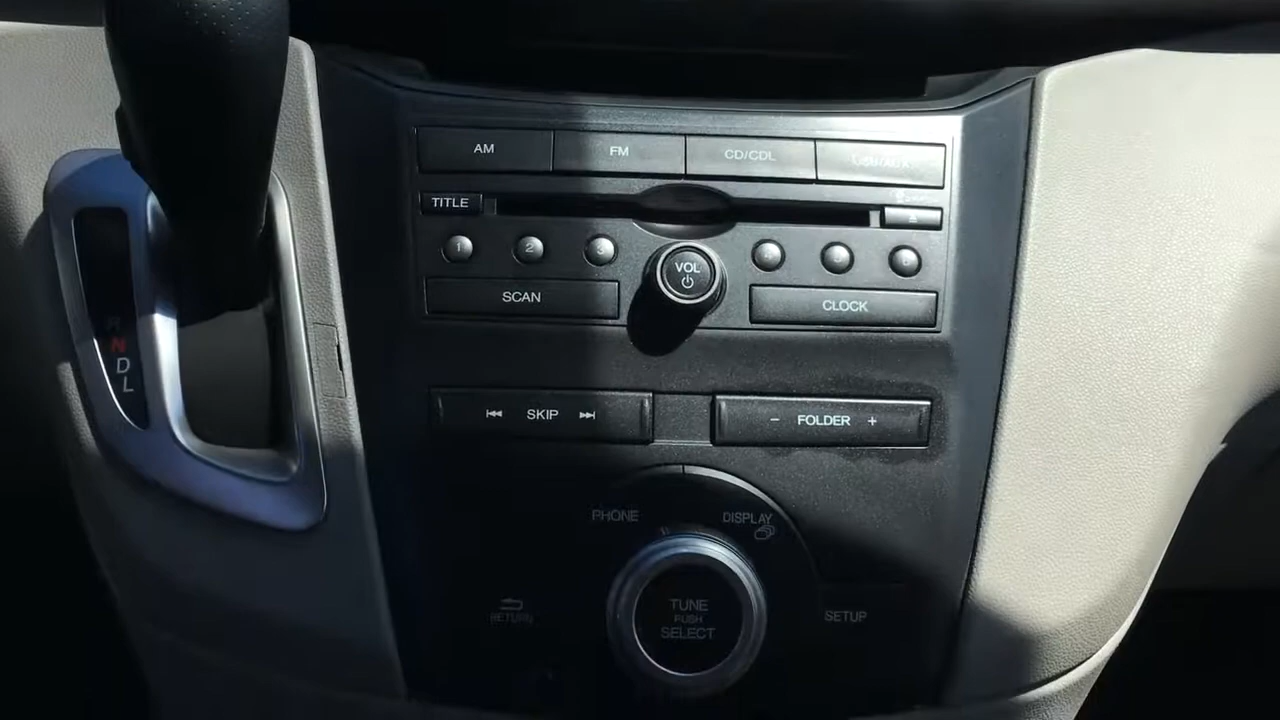 AM FM CD/CDL
TITLE
1 2 3
VOL
SCAN CLOCK
SKIP - FOLDER +
PHONE DISPLAY
TUNE
PUSH
SELECT
RETURN SETUP
R
N
D
L